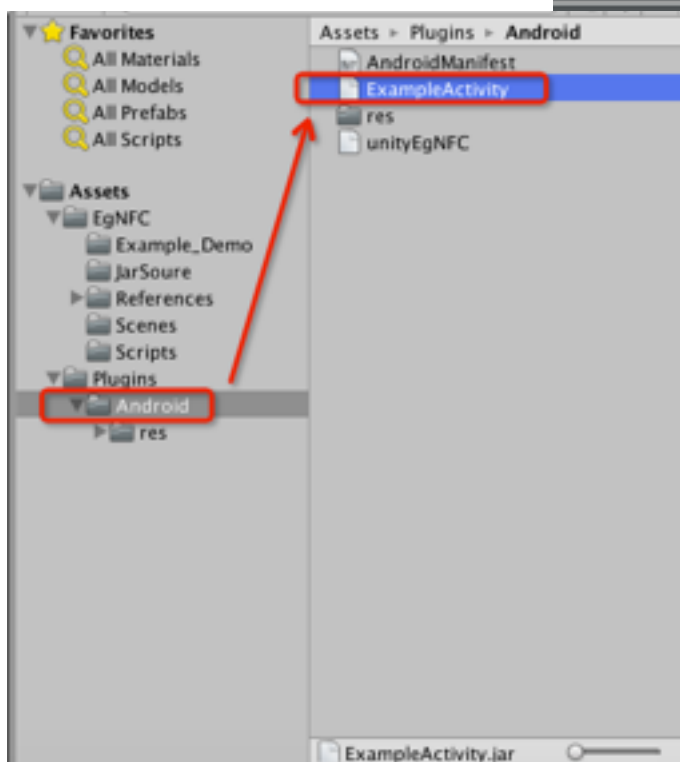 Favorites
All Materials
All Models
All Prefabs
All Scripts
Assets
EgNFC
Example_Demo
JarSoure
References
Scenes
Scripts
Plugins
Android
res
Assets ▸ Plugins ▸ Android
AndroidManifest
ExampleActivity
res
unityEgNFC
ExampleActivity.jar